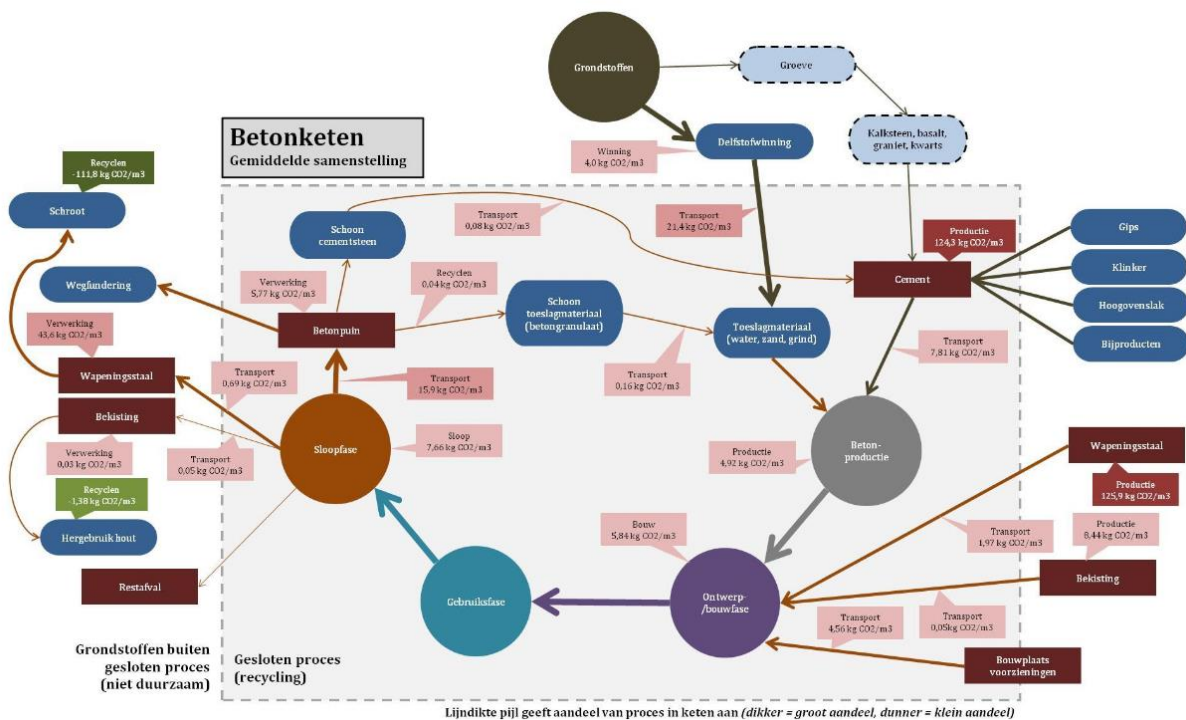 Grondstoffen
Groeve
Kalksteen, basalt,
graniet, kwarts
Betonketen
Gemiddelde samenstelling
Winning
4,0 kg CO2/m3
Delfstofwinning
Recyclen
-111,8 kg CO2/m3
Schroot
Schoon
cementsteen
Transport
0,08 kg CO2/m3
Transport
21,4 kg CO2/m3
Productie
124,3 kg CO2/m3
Cement
Gips
Klinker
Hoogovenslak
Bijproducten
Wegfundering
Verwerking
5,77 kg CO2/m3
Recyclen
0,04 kg CO2/m3
Betonpuin
Schoon
toeslagmateriaal
(betongranulaat)
Toeslagmateriaal
(water, zand, grind)
Verwerking
43,6 kg CO2/m3
Wapeningsstaal
Transport
0,69 kg CO2/m3
Transport
15,9 kg CO2/m3
Transport
0,16 kg CO2/m3
Transport
7,81 kg CO2/m3
Bekisting
Verwerking
0,03 kg CO2/m3
Transport
0,05 kg CO2/m3
Sloopfase
Sloop
7,66 kg CO2/m3
Productie
4,92 kg CO2/m3
Beton-
productie
Wapeningsstaal
Productie
125,9 kg CO2/m3
Recyclen
-1,38 kg CO2/m3
Hergebruik hout
Restafval
Gebruiksfase
Bouw
5,84 kg CO2/m3
Ontwerp-
/bouwfase
Transport
1,97 kg CO2/m3
Productie
8,44 kg CO2/m3
Bekisting
Transport
4,56 kg CO2/m3
Transport
0,05kg CO2/m3
Bouwplaats
voorzieningen
Grondstoffen buiten
gesloten proces
(niet duurzaam)
Gesloten proces
(recycling)
Lijndikte pijl geeft aandeel van proces in keten aan (dikker = groot aandeel, dunner = klein aandeel)